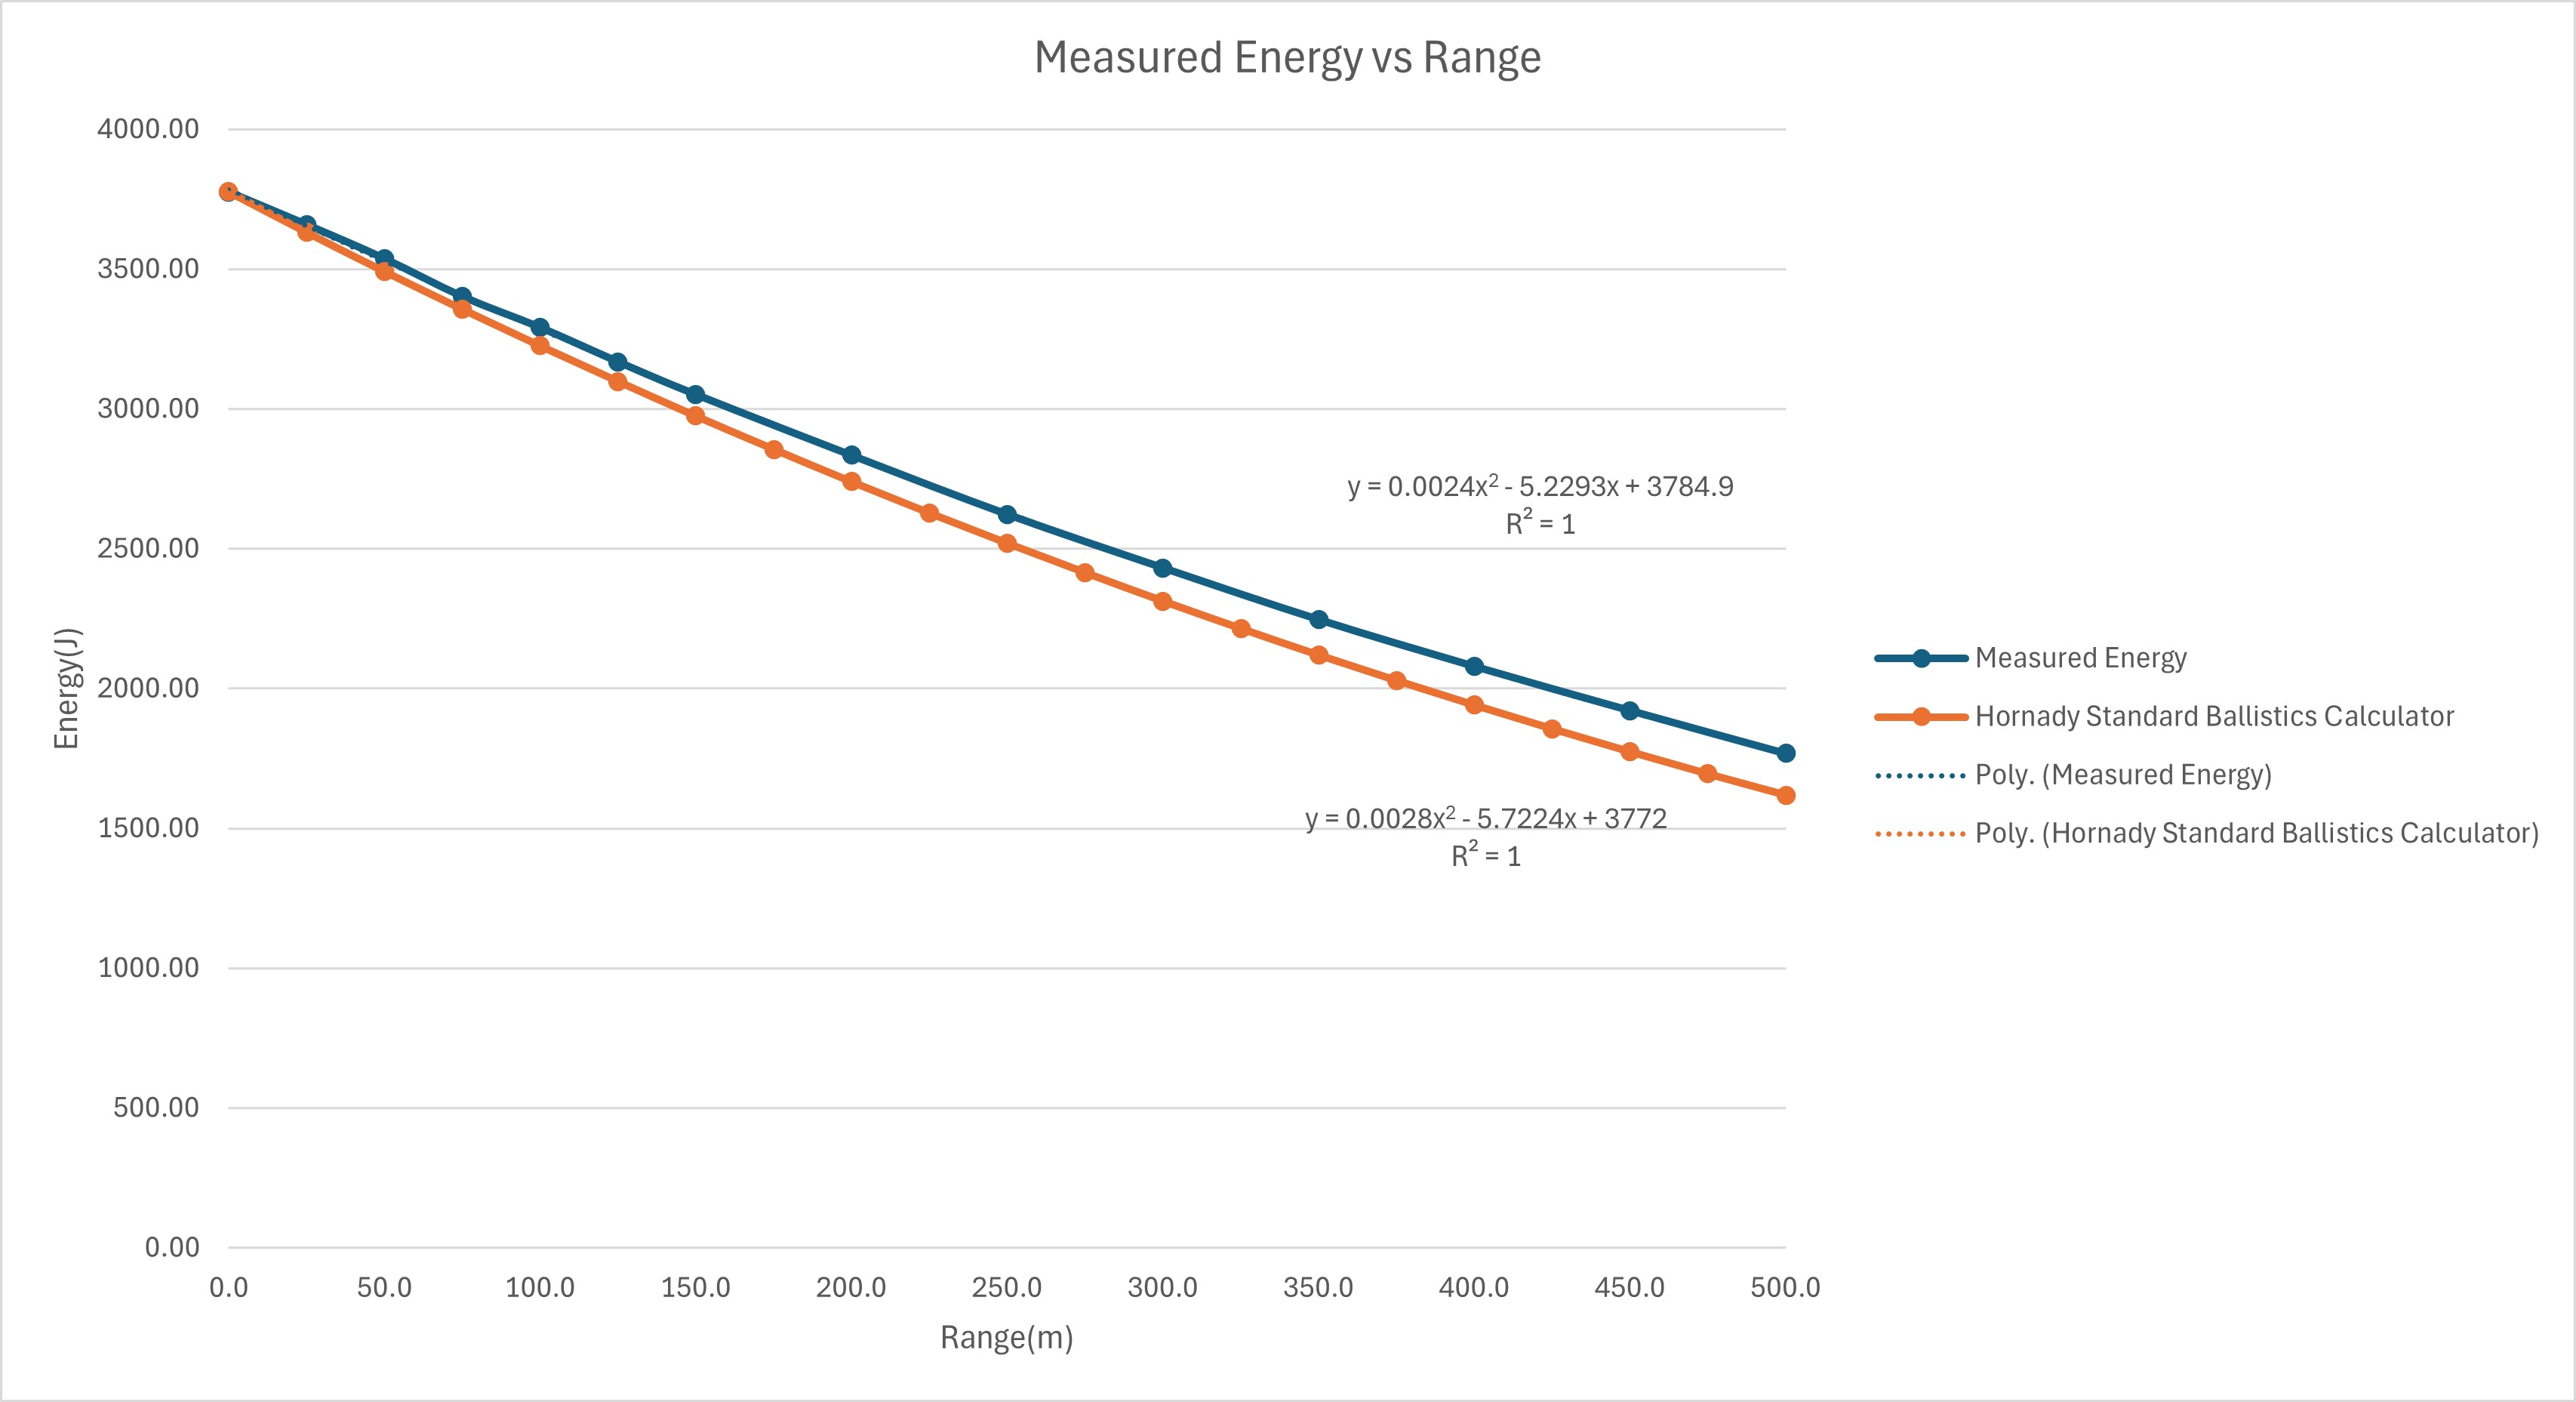 Measured Energy vs Range
4000.00
3500.00
3000.00
2500.00
2000.00
1500.00
1000.00
500.00
0.00
Energy(J)
y = 0.0024x² - 5.2293x + 3784.9
R² = 1
y = 0.0028x² - 5.7224x + 3772
R² = 1
0.0 50.0 100.0 150.0 200.0 250.0 300.0 350.0 400.0 450.0 500.0
Range(m)
Measured Energy
Hornady Standard Ballistics Calculator
Poly. (Measured Energy)
Poly. (Hornady Standard Ballistics Calculator)